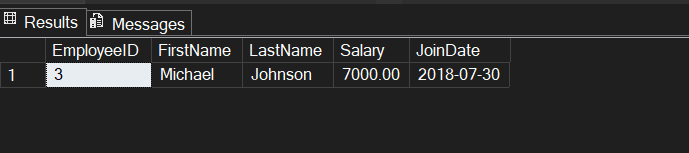 Results Messages
EmployeeID FirstName LastName Salary JoinDate
1 3 Michael Johnson 7000.00 2018-07-30